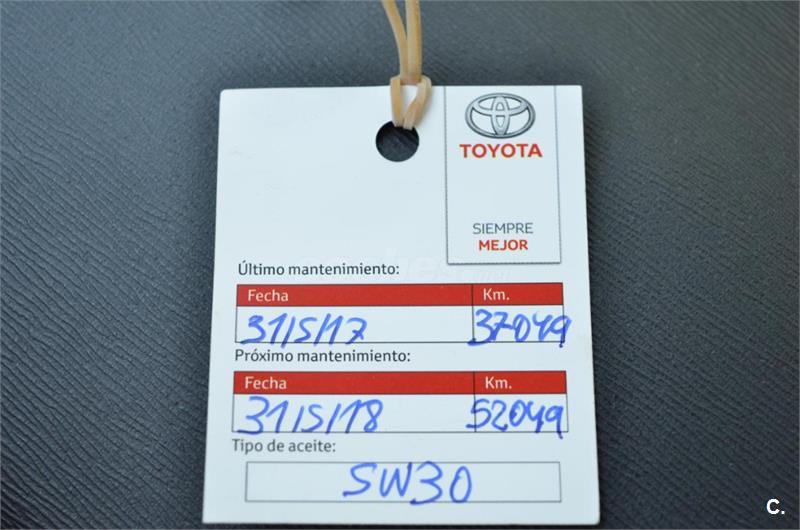 TOYOTA
SIEMPRE
MEJOR
Último mantenimiento:
Fecha Km.
31/5/17 37049
Próximo mantenimiento:
Fecha Km.
31/5/18 52049
Tipo de aceite:
5W30
C.